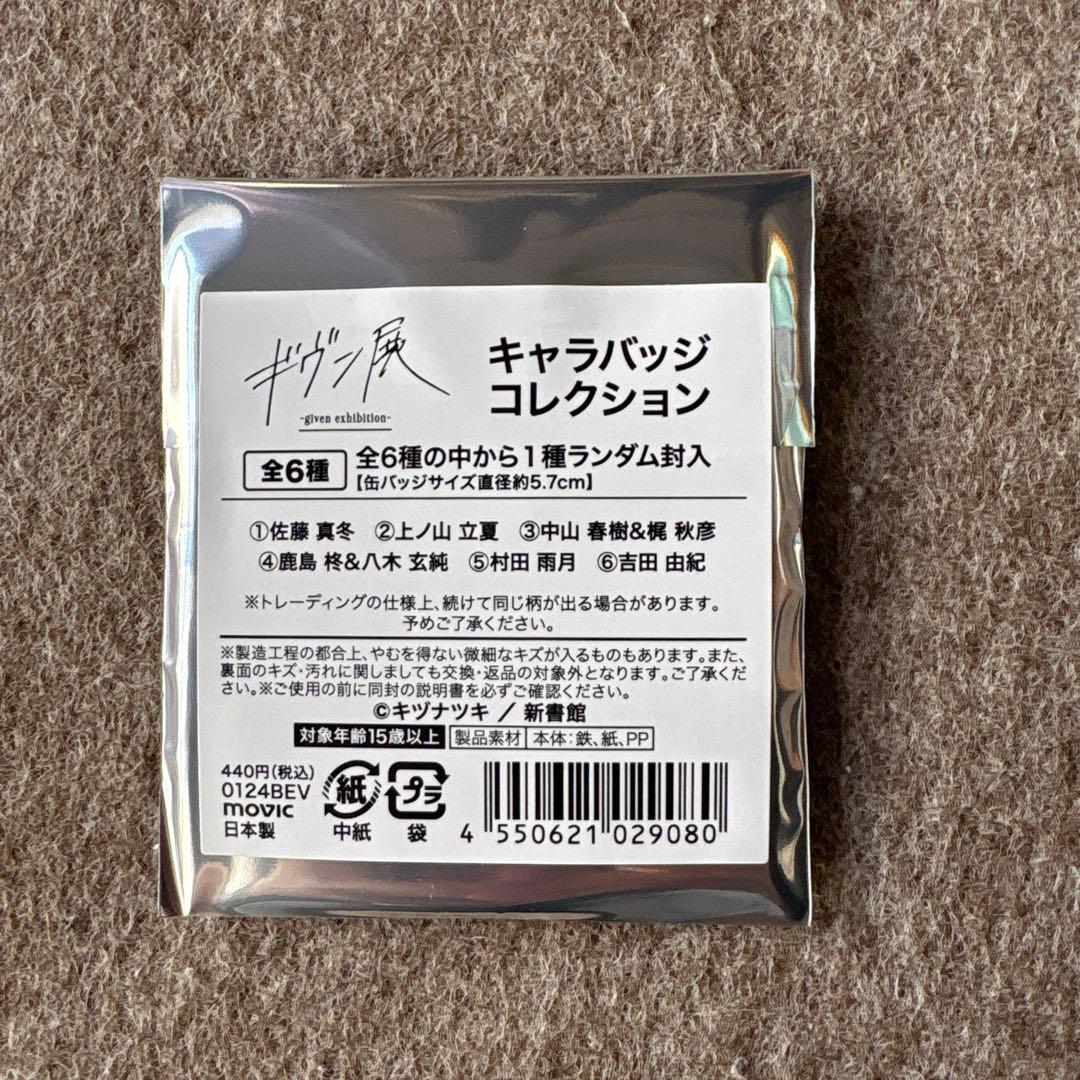 ギヴン展
-given exhibition-
キャラバッジ
コレクション
全6種
全6種の中から1種ランダム封入
【缶バッジサイズ直径約5.7cm】
①佐藤 真冬 ②上ノ山 立夏 ③中山 春樹&梶 秋彦
④鹿島 柊&八木 玄純 ⑤村田 雨月 ⑥吉田 由紀
※トレーディングの仕様上、続けて同じ柄が出る場合があります。
予めご了承ください。
※製造工程の都合上、やむを得ない微細なキズが入るものもあります。また、
裏面のキズ・汚れに関しましても交換・返品の対象外となります。ご了承くだ
さい。※ご使用の前に同封の説明書を必ずご確認ください。
©キヅナツキ / 新書館
対象年齢15歳以上 製品素材 本体:鉄、紙、PP
440円(税込)
0124BEV
movic
日本製
紙
中紙
プラ
袋
4 550621 029080